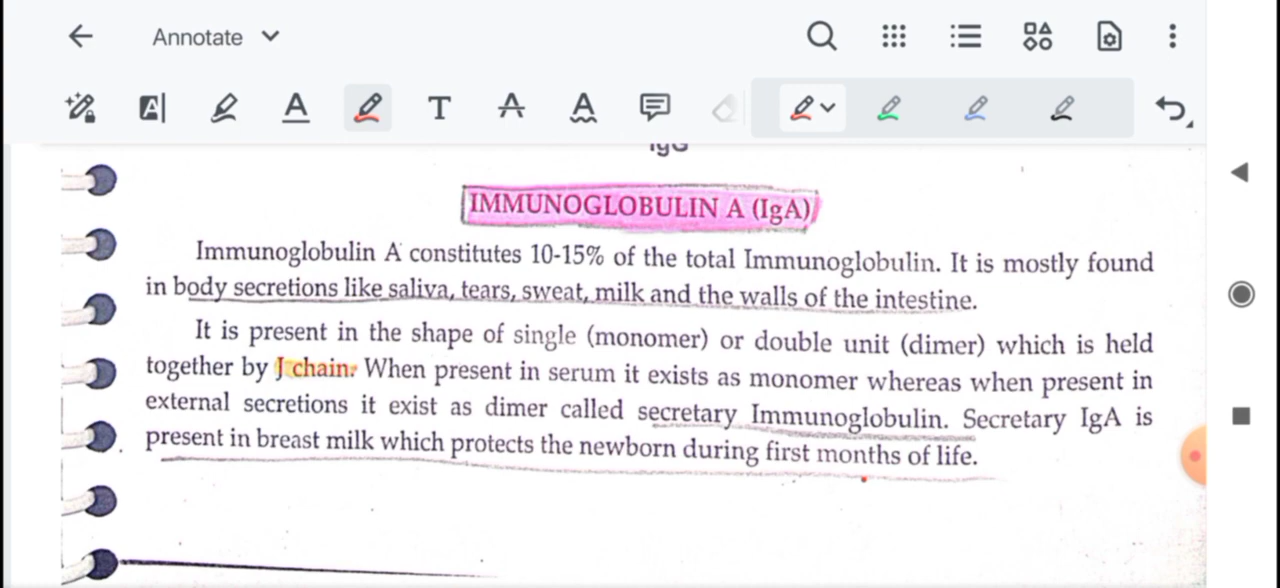 Annotate
IgG
IMMUNOGLOBULIN A (IgA)
Immunoglobulin A constitutes 10-15% of the total Immunoglobulin. It is mostly found
in body secretions like saliva, tears, sweat, milk and the walls of the intestine.
It is present in the shape of single (monomer) or double unit (dimer) which is held
together by J chain. When present in serum it exists as monomer whereas when present in
external secretions it exist as dimer called secretary Immunoglobulin. Secretary IgA is
present in breast milk which protects the newborn during first months of life.